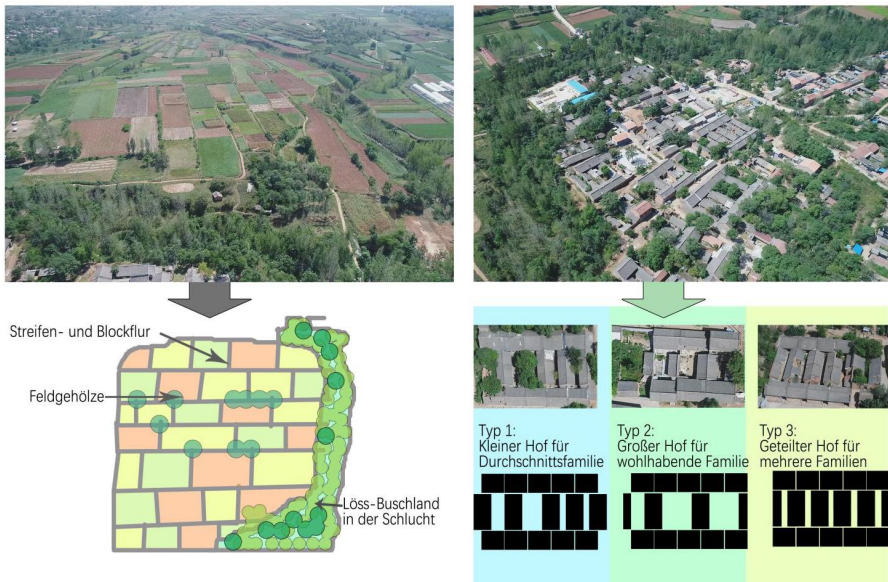 Streifen- und Blockflur
Feldgehölze
Löss-Buschland
in der Schlucht
Typ 1:
Kleiner Hof für
Durchschnittsfamilie
Typ 2:
Großer Hof für
wohlhabende Familie
Typ 3:
Geteilter Hof für
mehrere Familien